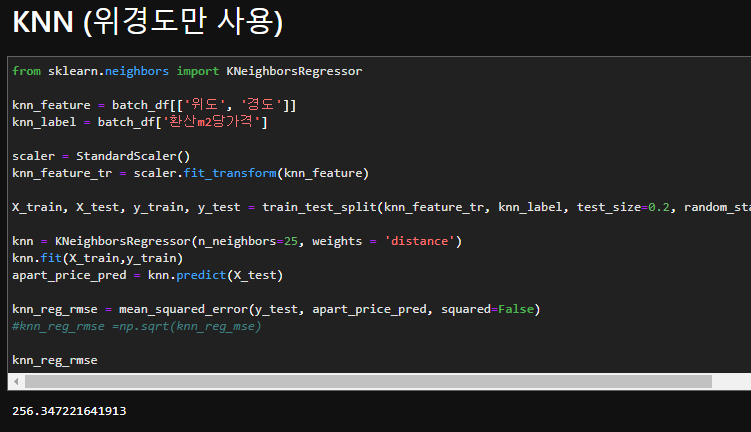 KNN (위경도만 사용)
from sklearn.neighbors import KNeighborsRegressor
knn_feature = batch_df[['위도', '경도']]
knn_label = batch_df['환산m2당가격']
scaler = StandardScaler()
knn_feature_tr = scaler.fit_transform(knn_feature)
X_train, X_test, y_train, y_test = train_test_split(knn_feature_tr, knn_label, test_size=0.2, random_sta
knn = KNeighborsRegressor(n_neighbors=25, weights = 'distance')
knn.fit(X_train,y_train)
apart_price_pred = knn.predict(X_test)
knn_reg_rmse = mean_squared_error(y_test, apart_price_pred, squared=False)
#knn_reg_rmse =np.sqrt(knn_reg_mse)
knn_reg_rmse
256.347221641913